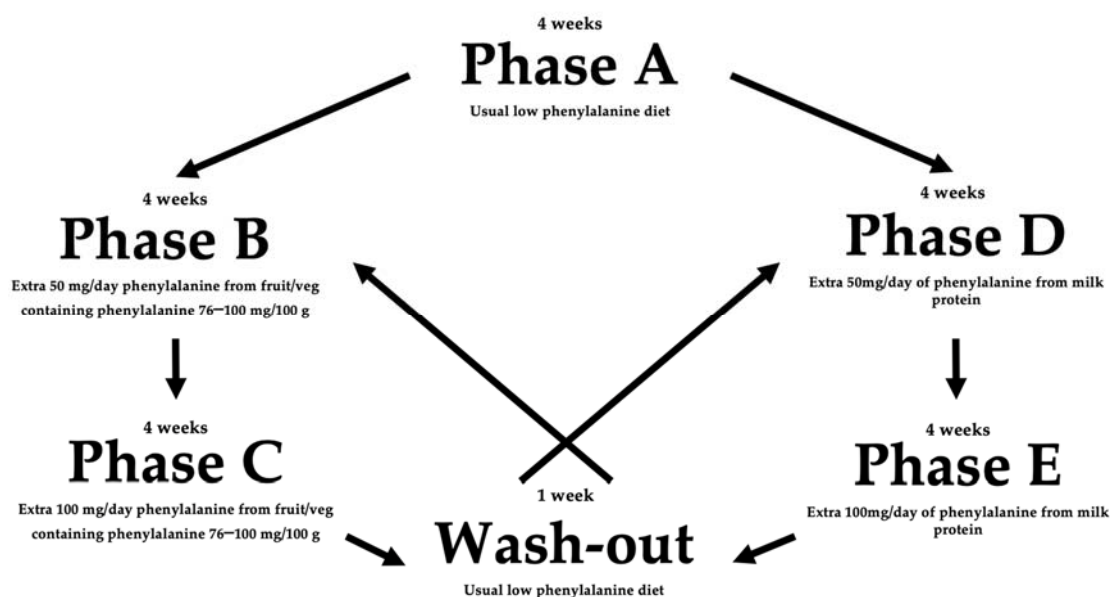 4 weeks
Phase A
Usual low phenylalanine diet
4 weeks
Phase B
Extra 50 mg/day phenylalanine from fruit/veg
containing phenylalanine 76–100 mg/100 g
4 weeks
Phase D
Extra 50mg/day of phenylalanine from milk
protein
4 weeks
Phase C
Extra 100 mg/day phenylalanine from fruit/veg
containing phenylalanine 76–100 mg/100 g
4 weeks
Phase E
Extra 100mg/day of phenylalanine from milk
protein
1 week
Wash-out
Usual low phenylalanine diet